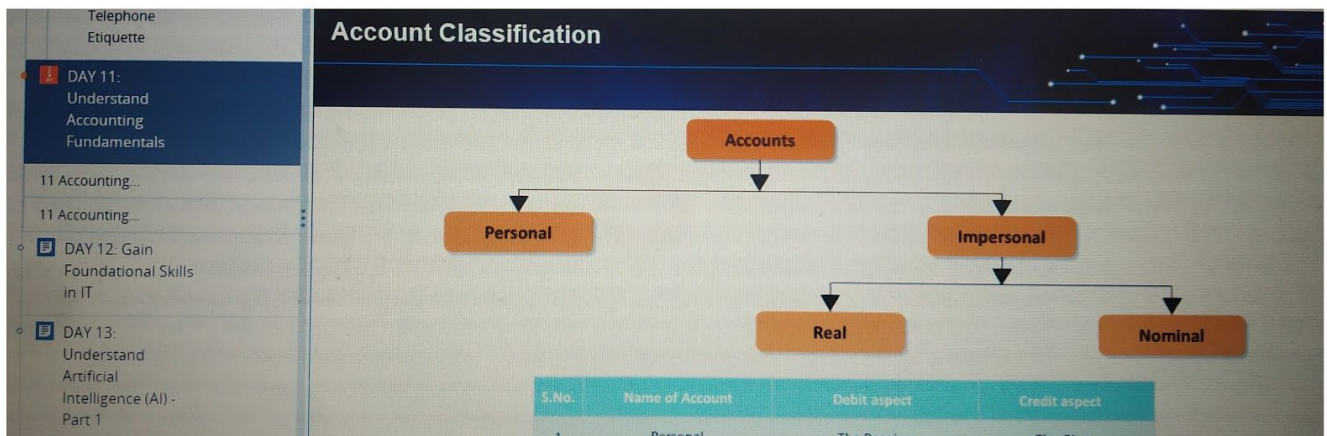 Telephone
Etiquette
DAY 11:
Understand
Accounting
Fundamentals
11 Accounting...
11 Accounting...
DAY 12: Gain
Foundational Skills
in IT
DAY 13:
Understand
Artificial
Intelligence (AI) -
Part 1
Account Classification
Accounts
Personal
Impersonal
Real
Nominal
S.No. Name of Account Debit aspect Credit aspect
1 Personal